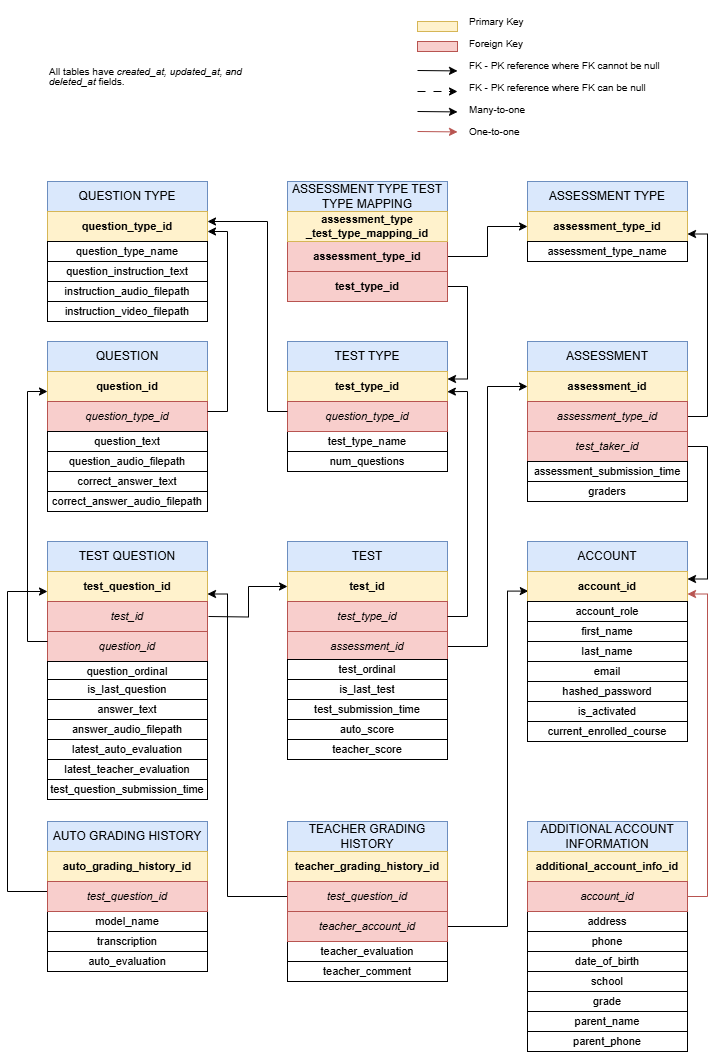 Primary Key
Foreign Key
FK - PK reference where FK cannot be null
FK - PK reference where FK can be null
Many-to-one
One-to-one
All tables have created_at, updated_at, and
deleted_at fields.
QUESTION TYPE
question_type_id
question_type_name
question_instruction_text
instruction_audio_filepath
instruction_video_filepath
ASSESSMENT TYPE TEST
TYPE MAPPING
assessment_type
_test_type_mapping_id
assessment_type_id
test_type_id
ASSESSMENT TYPE
assessment_type_id
assessment_type_name
QUESTION
question_id
question_type_id
question_text
question_audio_filepath
correct_answer_text
correct_answer_audio_filepath
TEST TYPE
test_type_id
question_type_id
test_type_name
num_questions
ASSESSMENT
assessment_id
assessment_type_id
test_taker_id
assessment_submission_time
graders
TEST QUESTION
test_question_id
test_id
question_id
question_ordinal
is_last_question
answer_text
answer_audio_filepath
latest_auto_evaluation
latest_teacher_evaluation
test_question_submission_time
TEST
test_id
test_type_id
assessment_id
test_ordinal
is_last_test
test_submission_time
auto_score
teacher_score
ACCOUNT
account_id
account_role
first_name
last_name
email
hashed_password
is_activated
current_enrolled_course
AUTO GRADING HISTORY
auto_grading_history_id
test_question_id
model_name
transcription
auto_evaluation
TEACHER GRADING
HISTORY
teacher_grading_history_id
test_question_id
teacher_account_id
teacher_evaluation
teacher_comment
ADDITIONAL ACCOUNT
INFORMATION
additional_account_info_id
account_id
address
phone
date_of_birth
school
grade
parent_name
parent_phone